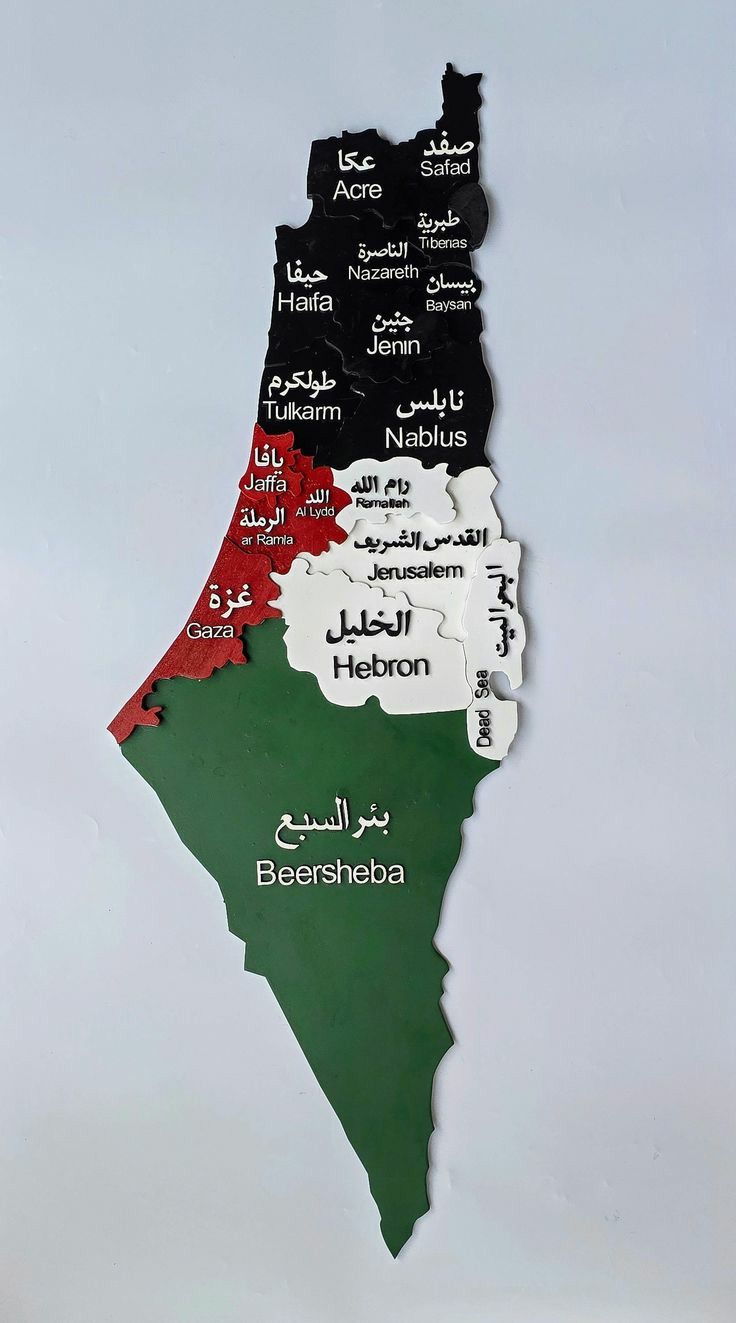 صفد
Safad
عكا
Acre
طبرية
Tiberias
الناصرة
Nazareth
حيفا
Haifa
بيسان
Baysan
جنين
Jenin
طولكرم
Tulkarm
نابلس
Nablus
يافا
Jaffa
اللد
Al Lydd
رام الله
Ramallah
الرملة
ar Ramla
القدس الشريف
Jerusalem
البحر الميت
Dead Sea
غزة
Gaza
الخليل
Hebron
بئر السبع
Beersheba